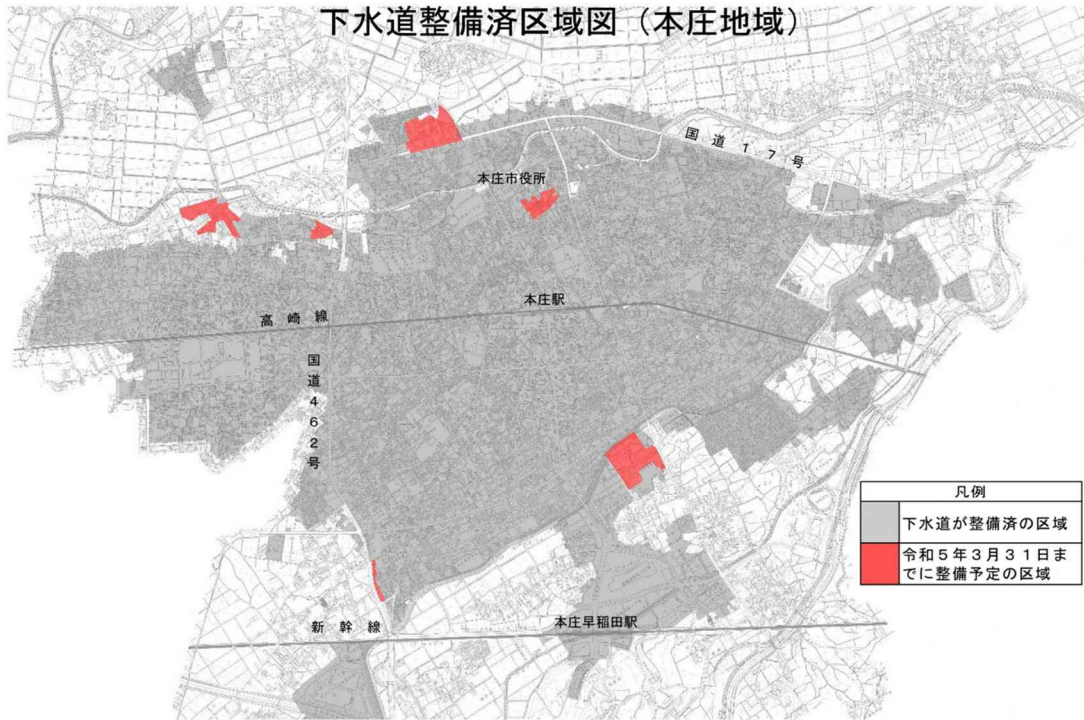 下水道整備済区域図（本庄地域）
国道１７号
本庄市役所
本庄駅
高崎線
国道４６２号
凡例
下水道が整備済の区域
令和５年３月３１日ま
でに整備予定の区域
本庄早稲田駅
新幹線